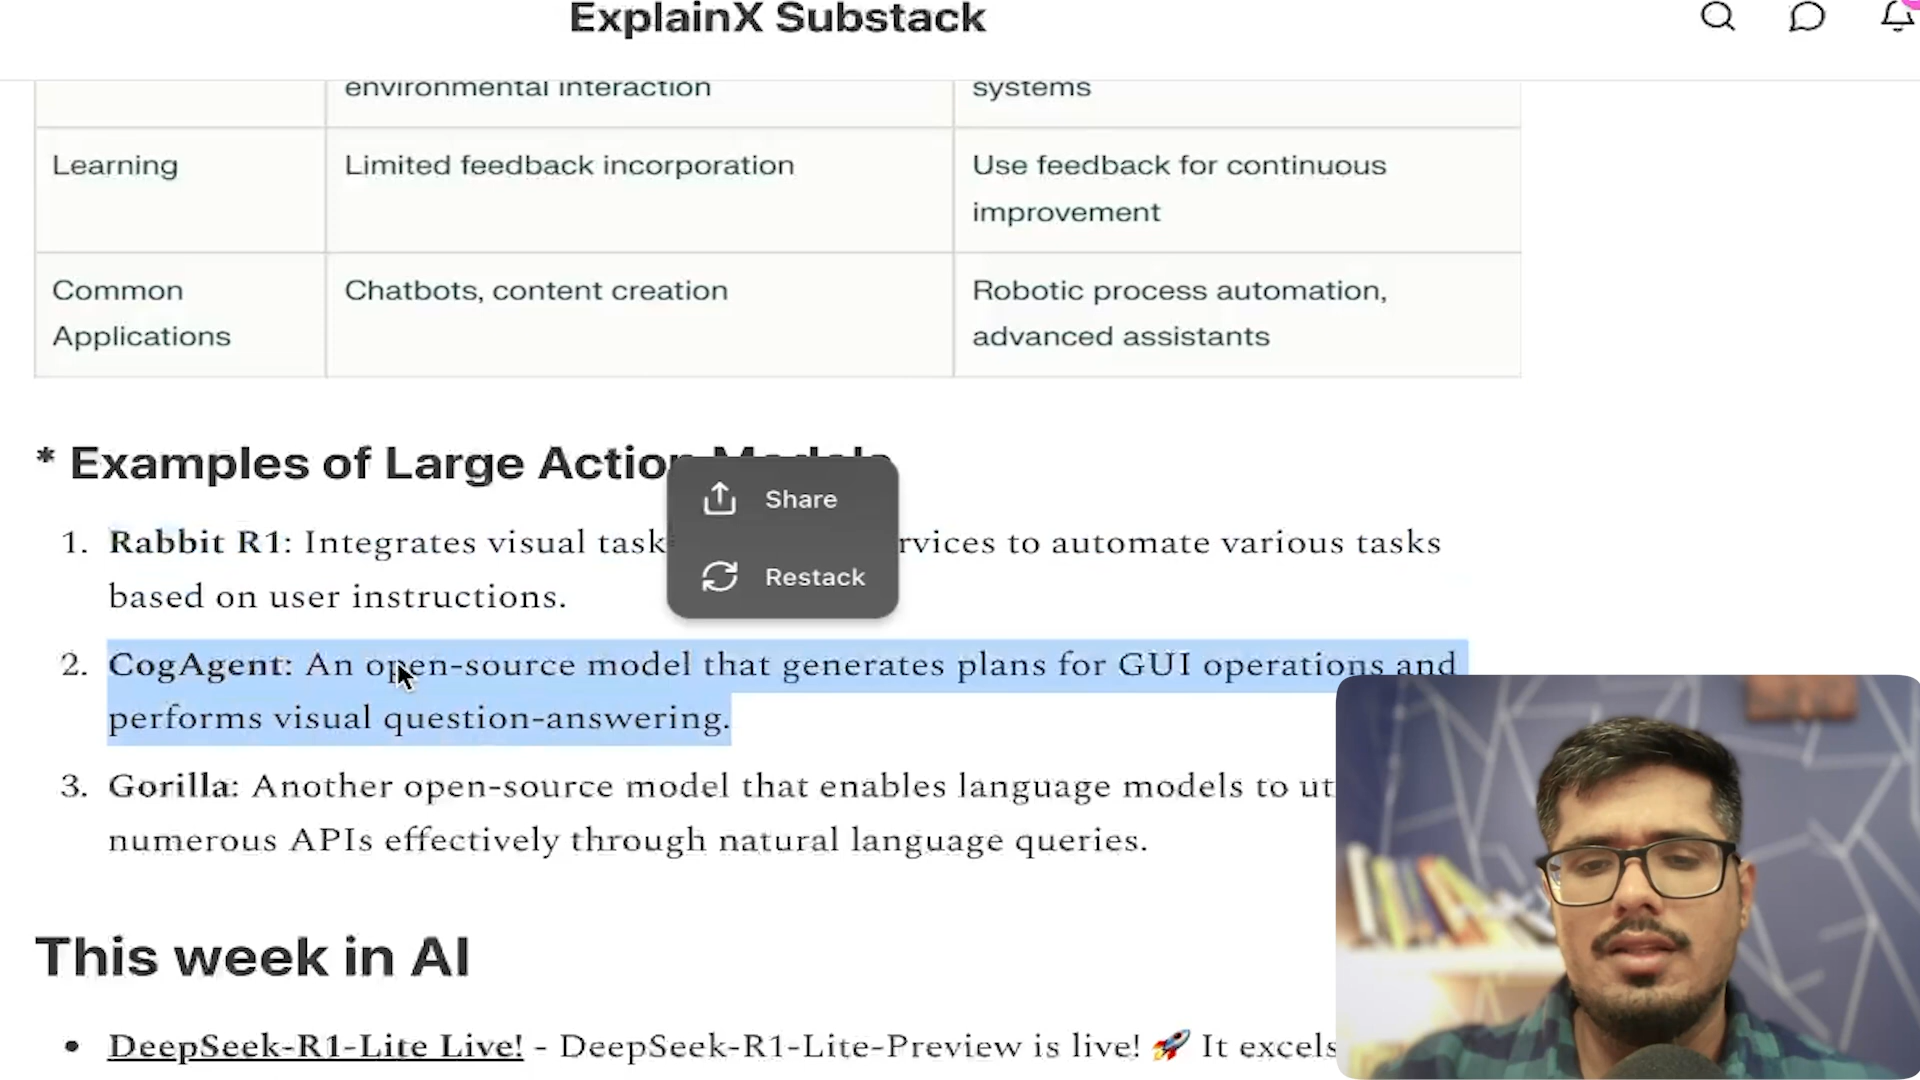 ExplainX Substack
environmental interaction
systems
Learning
Limited feedback incorporation
Use feedback for continuous
improvement
Common
Applications
Chatbots, content creation
Robotic process automation,
advanced assistants
* Examples of Large Action Models
Share
Restack
1. Rabbit R1: Integrates visual task rvices to automate various tasks
based on user instructions.
2. CogAgent: An open-source model that generates plans for GUI operations and
performs visual question-answering.
3. Gorilla: Another open-source model that enables language models to ut
numerous APIs effectively through natural language queries.
This week in AI
• DeepSeek-R1-Lite Live! - DeepSeek-R1-Lite-Preview is live! 🚀 It excels